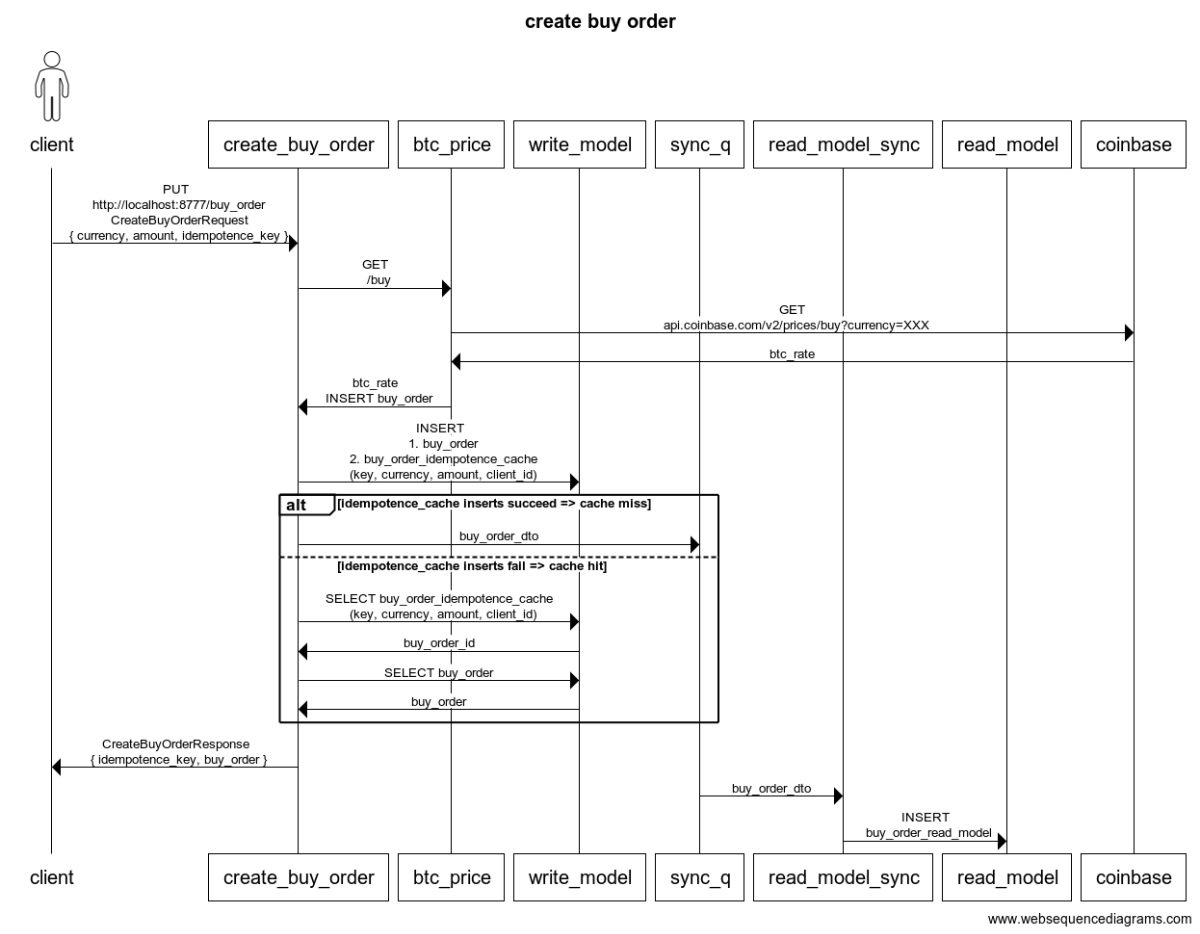 create buy order
client
create_buy_order
btc_price
write_model
sync_q
read_model_sync
read_model
coinbase
PUT
http://localhost:8777/buy_order
CreateBuyOrderRequest
{ currency, amount, idempotence_key }
GET
/buy
GET
api.coinbase.com/v2/prices/buy?currency=XXX
btc_rate
btc_rate
INSERT buy_order
INSERT
1. buy_order
2. buy_order_idempotence_cache
(key, currency, amount, client_id)
alt
[idempotence_cache inserts succeed => cache miss]
buy_order_dto
[idempotence_cache inserts fail => cache hit]
SELECT buy_order_idempotence_cache
(key, currency, amount, client_id)
buy_order_id
SELECT buy_order
buy_order
CreateBuyOrderResponse
{ idempotence_key, buy_order }
buy_order_dto
INSERT
buy_order_read_model
client
create_buy_order
btc_price
write_model
sync_q
read_model_sync
read_model
coinbase
www.websequencediagrams.com